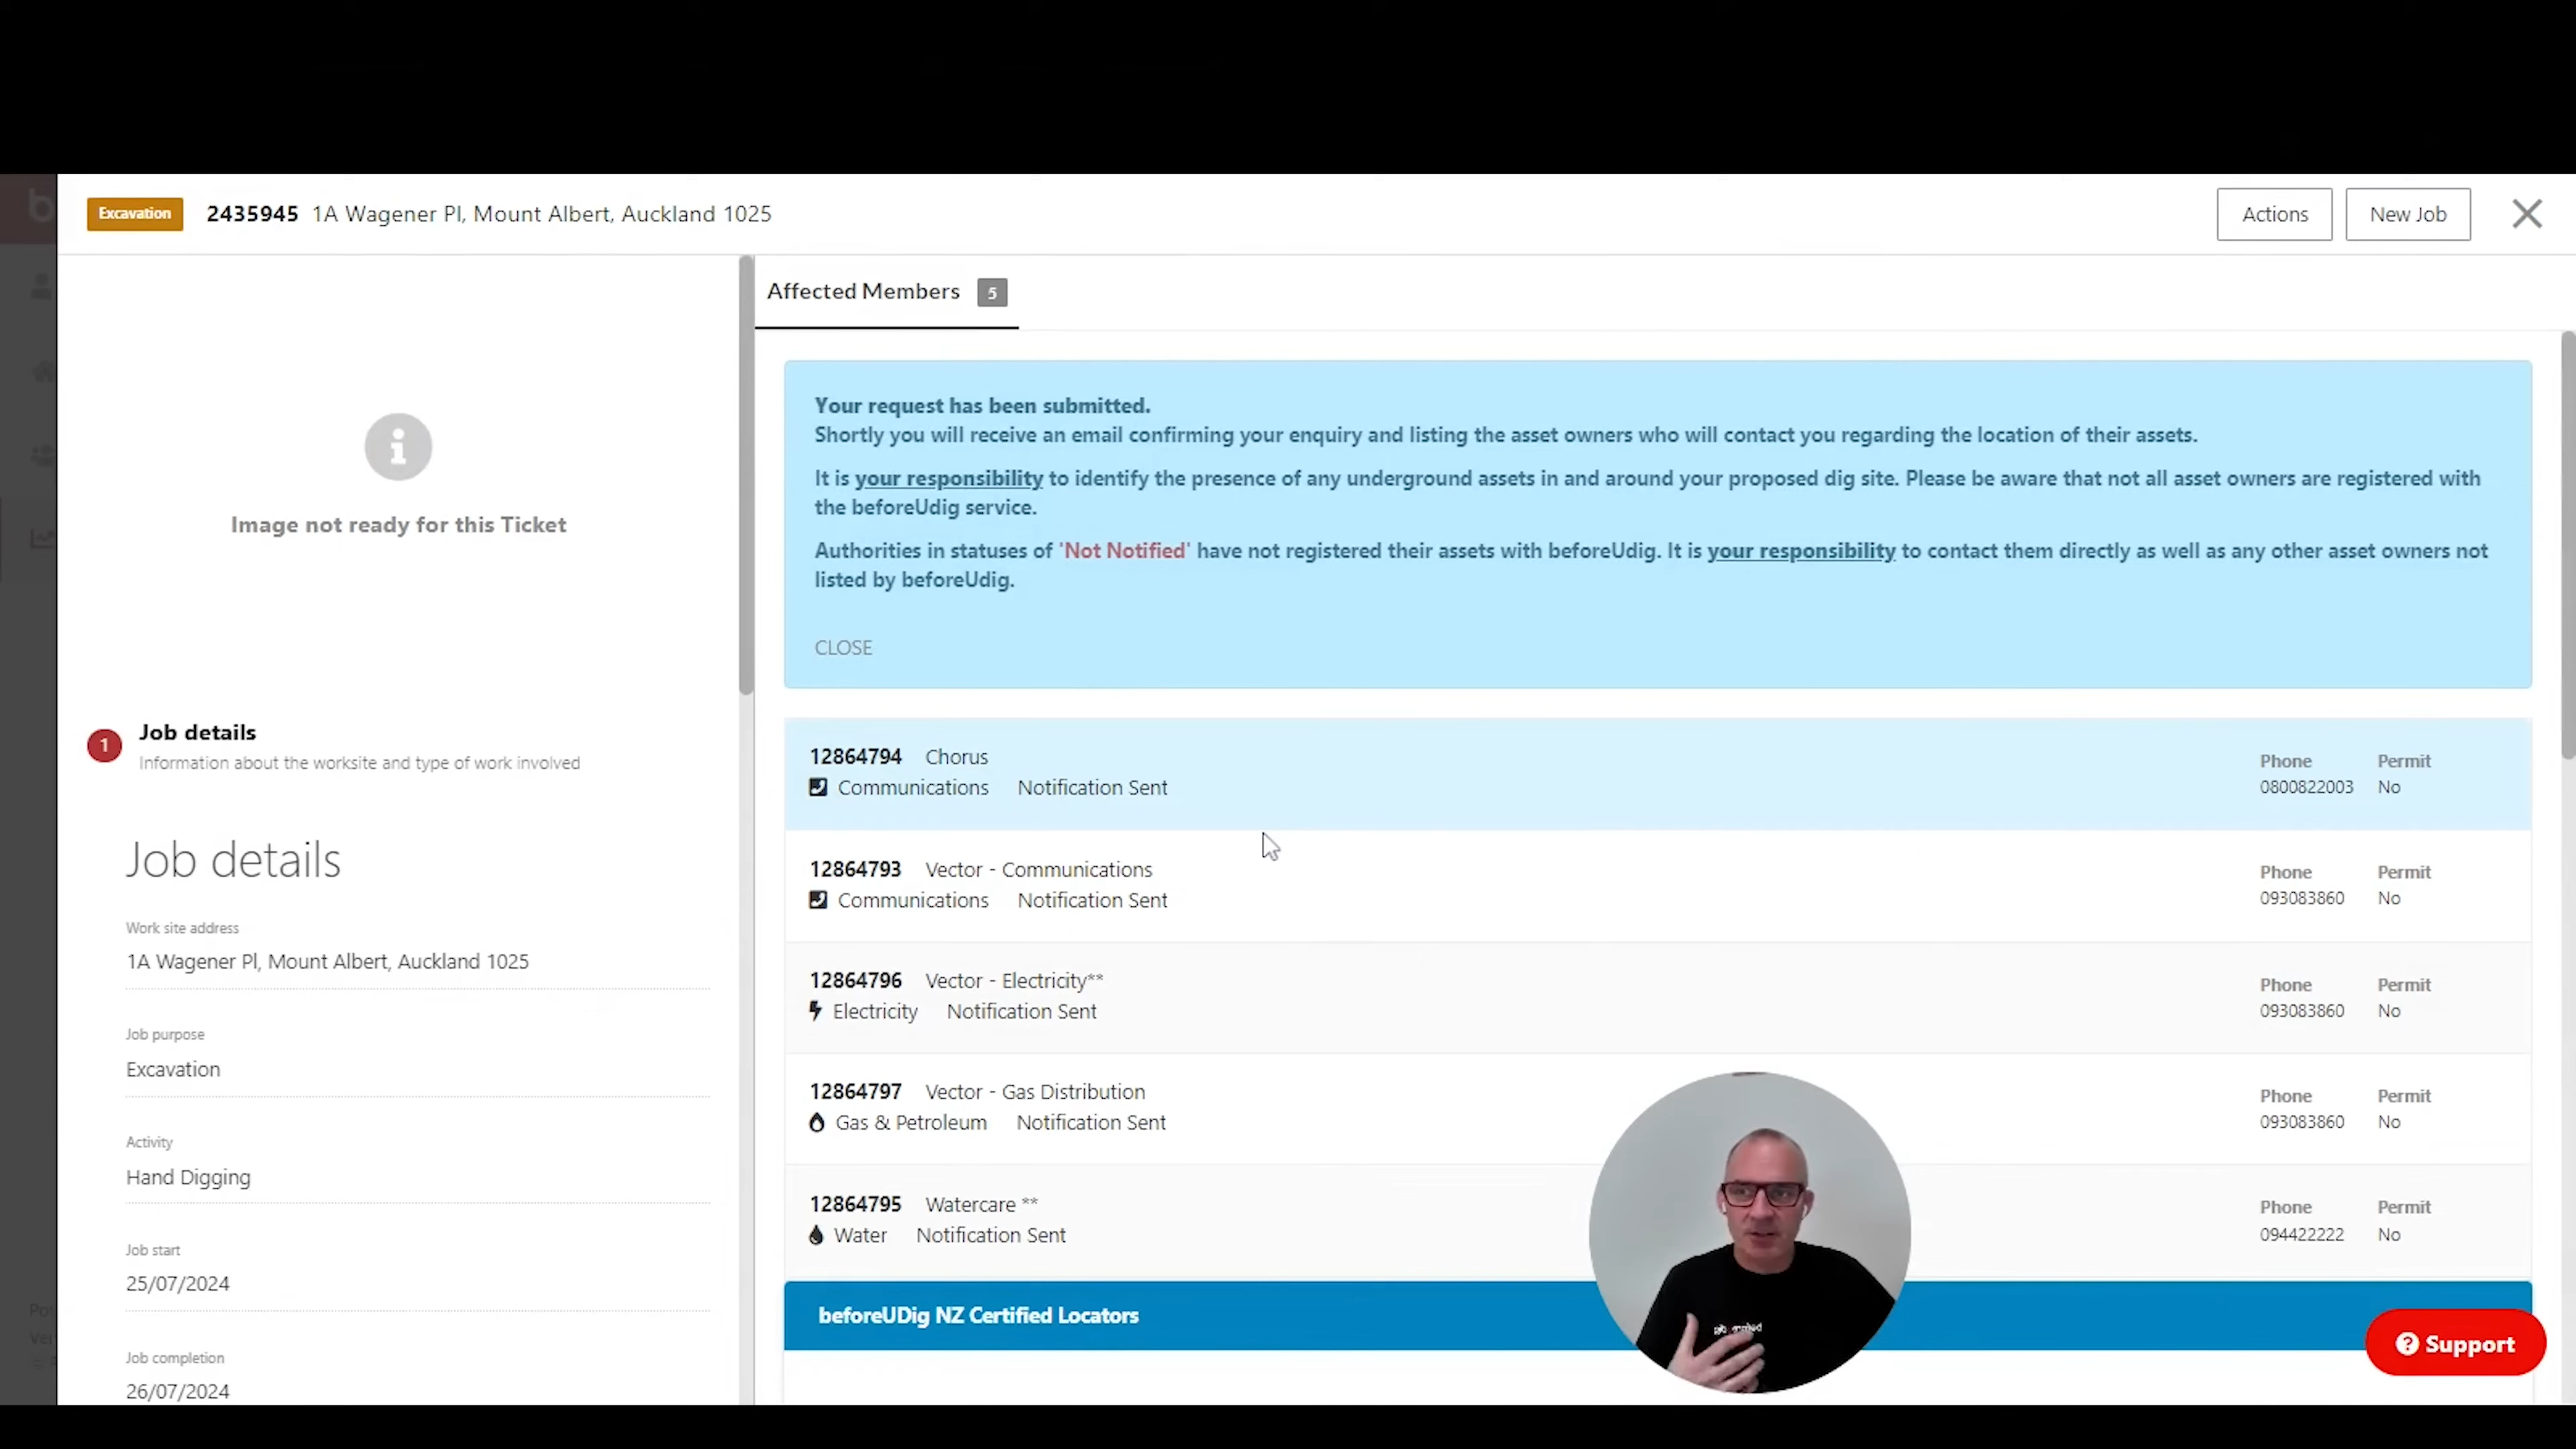 Excavation 2435945 1A Wagener Pl, Mount Albert, Auckland 1025
Actions
New Job
Image not ready for this Ticket
1
Job details
Information about the worksite and type of work involved
Job details
Work site address
1A Wagener Pl, Mount Albert, Auckland 1025
Job purpose
Excavation
Activity
Hand Digging
Job start
25/07/2024
Job completion
26/07/2024
Affected Members 5
Your request has been submitted.
Shortly you will receive an email confirming your enquiry and listing the asset owners who will contact you regarding the location of their assets.
It is your responsibility to identify the presence of any underground assets in and around your proposed dig site. Please be aware that not all asset owners are registered with
the beforeUdig service.
Authorities in statuses of 'Not Notified' have not registered their assets with beforeUdig. It is your responsibility to contact them directly as well as any other asset owners not
listed by beforeUdig.
CLOSE
12864794 Chorus
Communications Notification Sent
Phone Permit
0800822003 No
12864793 Vector - Communications
Communications Notification Sent
Phone Permit
093083860 No
12864796 Vector - Electricity**
Electricity Notification Sent
Phone Permit
093083860 No
12864797 Vector - Gas Distribution
Gas & Petroleum Notification Sent
Phone Permit
093083860 No
12864795 Watercare **
Water Notification Sent
Phone Permit
094422222 No
beforeUDig NZ Certified Locators
Support